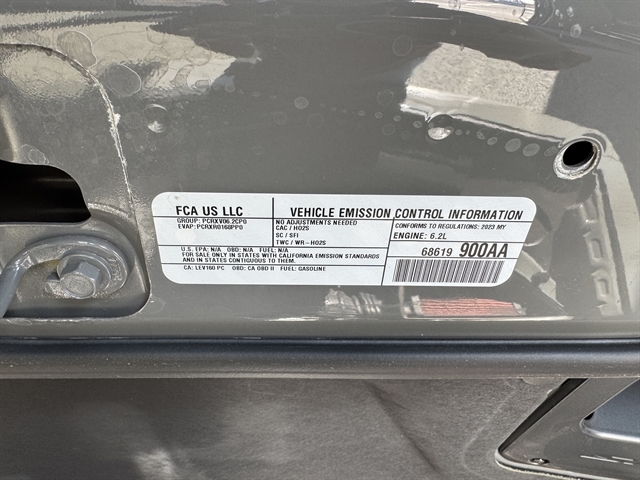 FCA US LLC
VEHICLE EMISSION CONTROL INFORMATION
GROUP: PCRXV06.2CP0
EVAP: PCRXR0168PP0
NO ADJUSTMENTS NEEDED
CAC / HO2S
SC / SFI
TWC / WR-HO2S
CONFORMS TO REGULATIONS: 2023 MY
ENGINE: 6.2L
U.S. EPA: N/A OBD: N/A FUEL: N/A
FOR SALE ONLY IN STATES WITH CALIFORNIA EMISSION STANDARDS
AND IN STATES CONTIGUOUS TO THEM.
CA: LEV160 PC OBD: CA OBD II FUEL: GASOLINE
68619 900AA